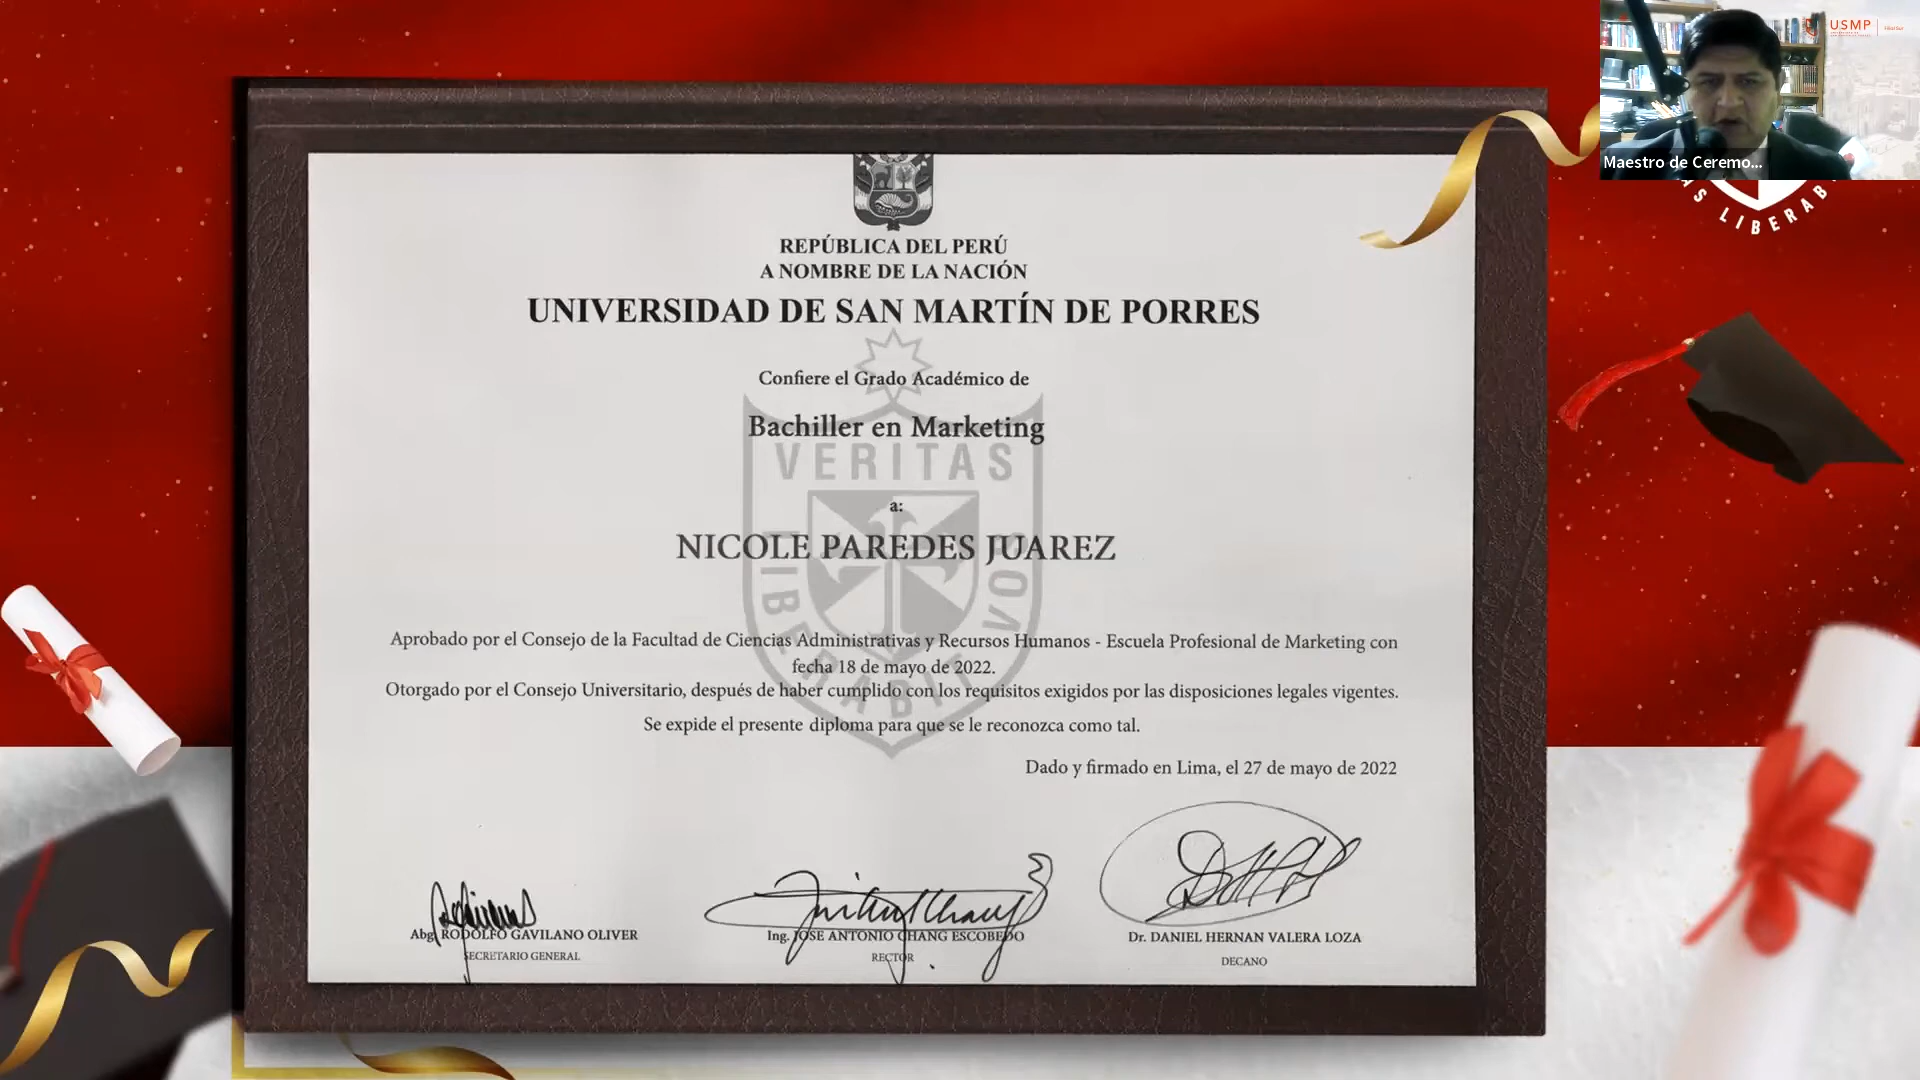 USMP
Maestro de Ceremo...
LIBERAB
REPÚBLICA DEL PERÚ
A NOMBRE DE LA NACIÓN
UNIVERSIDAD DE SAN MARTÍN DE PORRES
Confiere el Grado Académico de
Bachiller en Marketing
VERITAS
a:
NICOLE PAREDES JUAREZ
LIBERABIT VOS
Aprobado por el Consejo de la Facultad de Ciencias Administrativas y Recursos Humanos - Escuela Profesional de Marketing con
fecha 18 de mayo de 2022.
Otorgado por el Consejo Universitario, después de haber cumplido con los requisitos exigidos por las disposiciones legales vigentes.
Se expide el presente diploma para que se le reconozca como tal.
Dado y firmado en Lima, el 27 de mayo de 2022
Abg. RODOLFO GAVILANO OLIVER
SECRETARIO GENERAL
Ing. JOSE ANTONIO CHANG ESCOBEDO
RECTOR
Dr. DANIEL HERNAN VALERA LOZA
DECANO